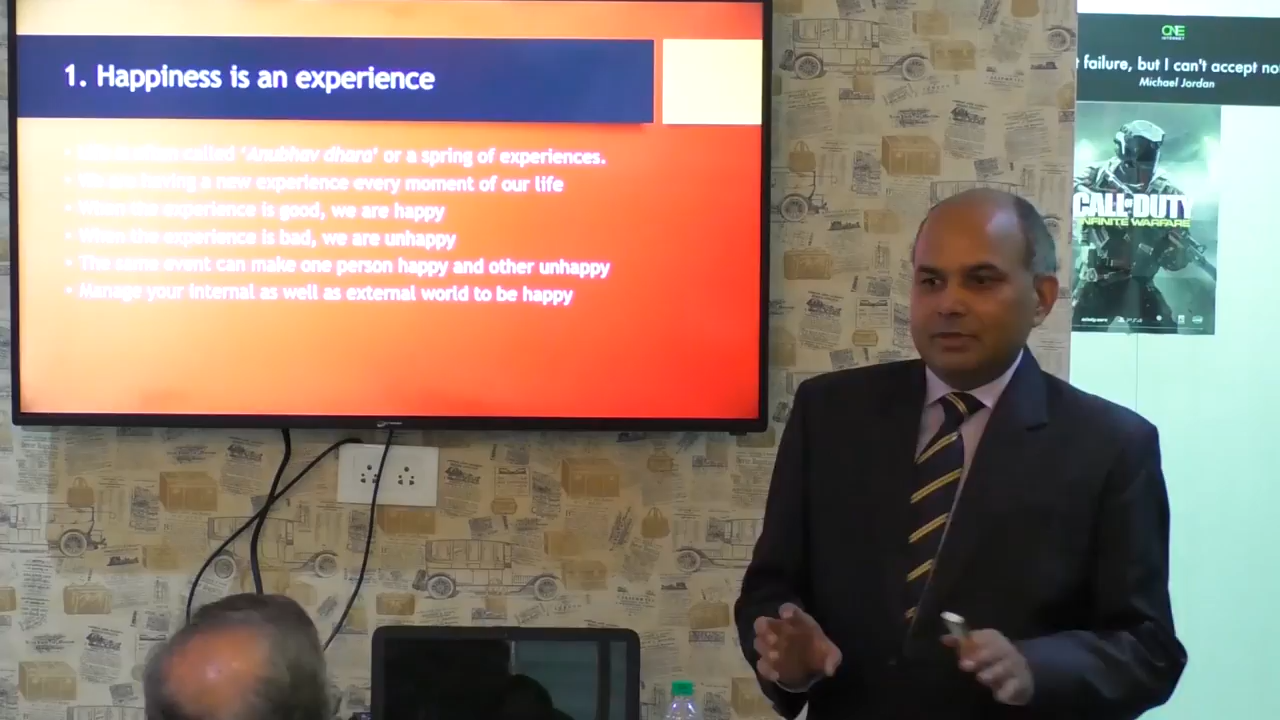 1. Happiness is an experience
• called ‘Anubhav dhara’ or a spring of experiences.
• We are having a new experience every moment of our life
• When the experience is good, we are happy
• When the experience is bad, we are unhappy
• The same event can make one person happy and other unhappy
• Manage your internal as well as external world to be happy
ONE
INTERNET
failure, but I can't accept no
Michael Jordan
CALL OF DUTY
INFINITE WARFARE
PS4